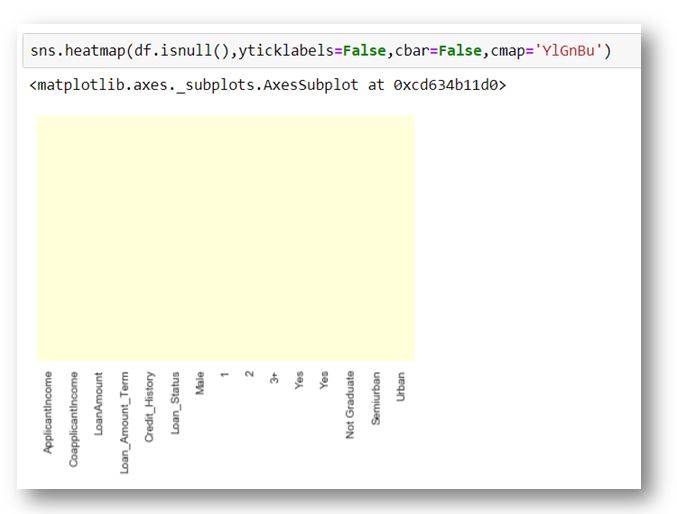 sns.heatmap(df.isnull(),yticklabels=False,cbar=False,cmap='YlGnBu')
<matplotlib.axes._subplots.AxesSubplot at 0xcd634b11d0>
ApplicantIncome
CoapplicantIncome
LoanAmount
Loan_Amount_Term
Credit_History
Loan_Status
Male
1
2
3+
Yes
Yes
Not Graduate
Semiurban
Urban